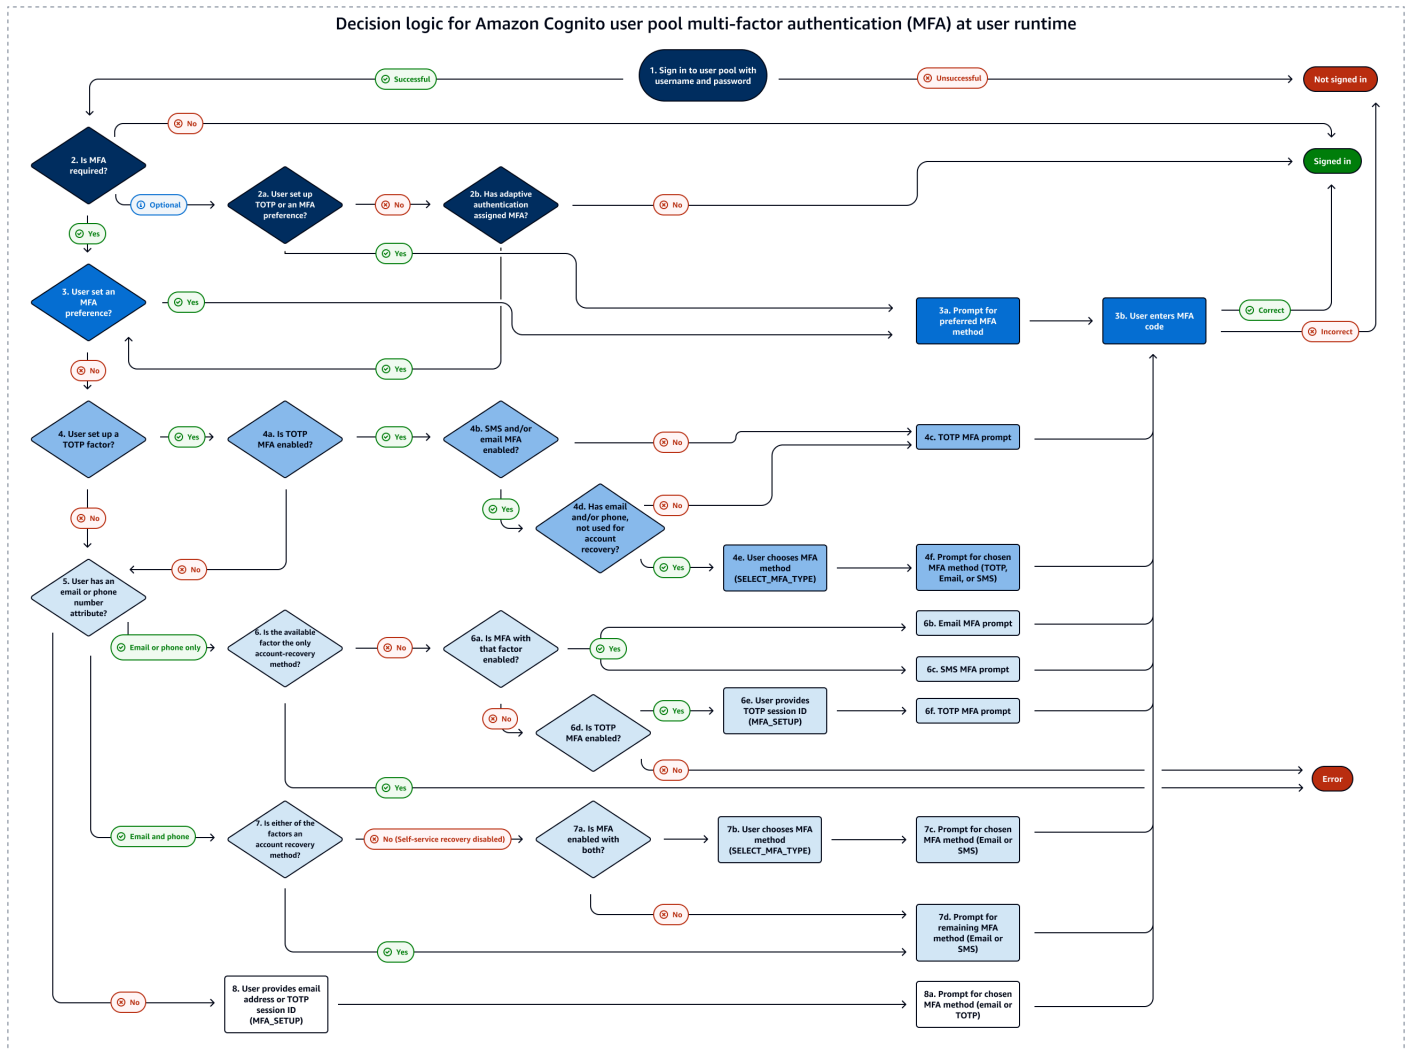 Decision logic for Amazon Cognito user pool multi-factor authentication (MFA) at user runtime
Successful
1. Sign in to user pool with
username and password
Unsuccessful
Not signed in
No
2. Is MFA
required?
Signed in
Optional
2a. User set up
TOTP or an MFA
preference?
No
2b. Has adaptive
authentication
assigned MFA?
No
Yes
Yes
3. User set an
MFA
preference?
Yes
3a. Prompt for
preferred MFA
method
3b. User enters MFA
code
Correct
Incorrect
No
Yes
4. User set up a
TOTP factor?
Yes
4a. Is TOTP
MFA enabled?
Yes
4b. SMS and/or
email MFA
enabled?
No
4c. TOTP MFA prompt
Yes
No
4d. Has email
and/or phone,
not used for
account
recovery?
No
Yes
4e. User chooses MFA
method
(SELECT_MFA_TYPE)
4f. Prompt for chosen
MFA method (TOTP,
Email, or SMS)
No
5. User has an
email or phone
number
attribute?
Email or phone only
6. Is the available
factor the only
account-recovery
method?
No
6a. Is MFA with
that factor
enabled?
Yes
6b. Email MFA prompt
6c. SMS MFA prompt
No
6d. Is TOTP
MFA enabled?
Yes
6e. User provides
TOTP session ID
(MFA_SETUP)
6f. TOTP MFA prompt
No
Error
Yes
Email and phone
7. Is either of the
factors an
account recovery
method?
No (Self-service recovery disabled)
7a. Is MFA
enabled with
both?
7b. User chooses MFA
method
(SELECT_MFA_TYPE)
7c. Prompt for chosen
MFA method (Email or
SMS)
No
7d. Prompt for
remaining MFA
method (Email or
SMS)
Yes
No
8. User provides email
address or TOTP
session ID
(MFA_SETUP)
8a. Prompt for chosen
MFA method (email or
TOTP)